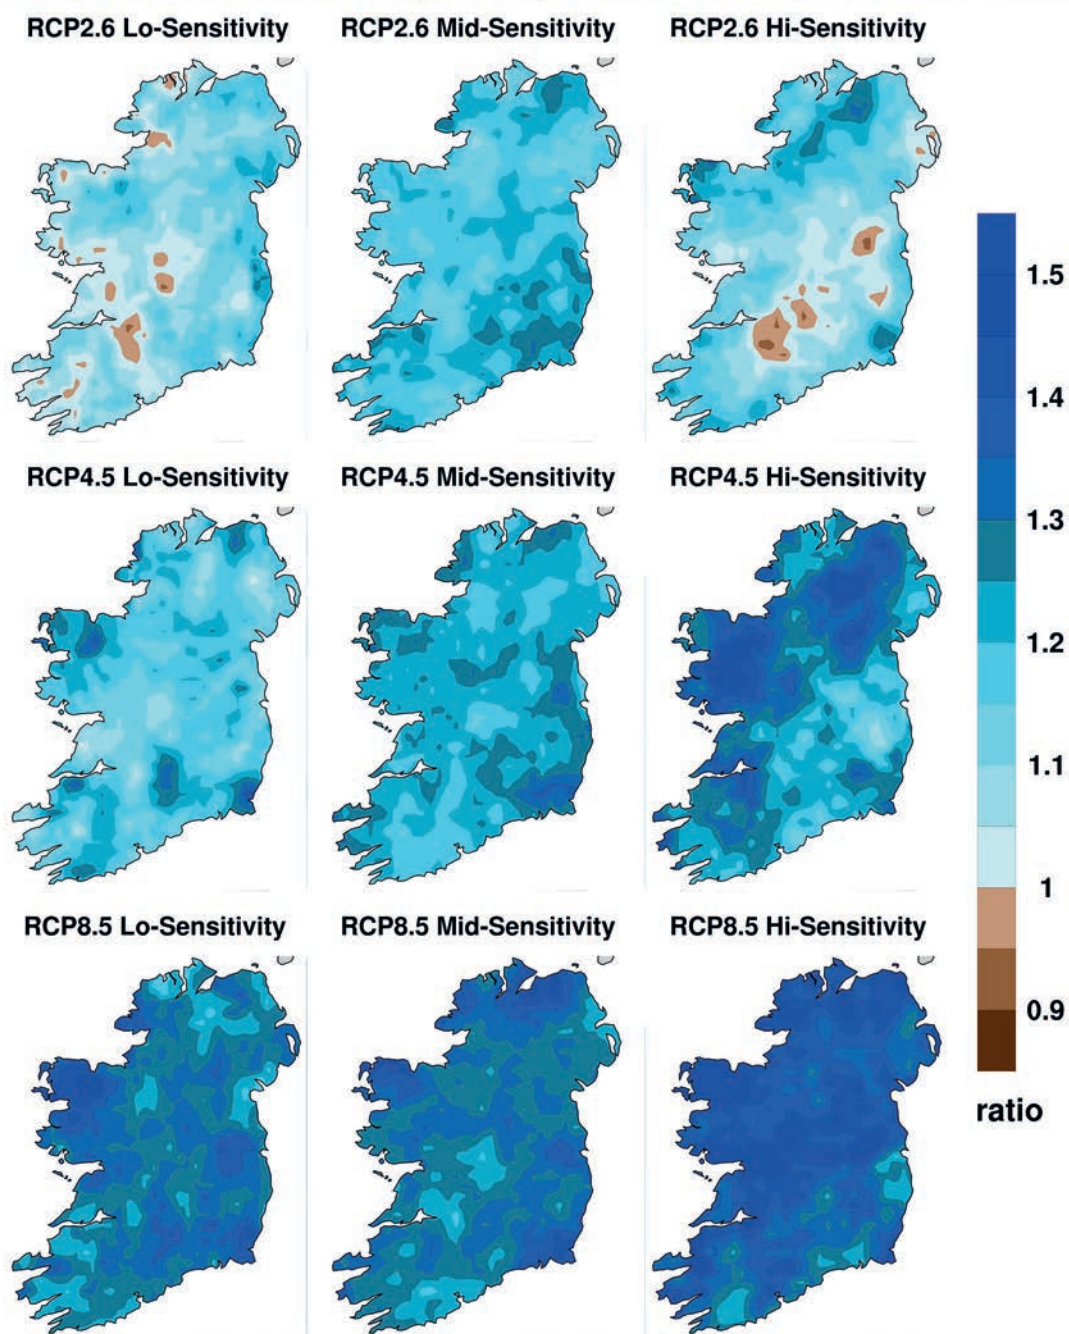 RCP2.6 Lo-Sensitivity RCP2.6 Mid-Sensitivity RCP2.6 Hi-Sensitivity
1.5
1.4
RCP4.5 Lo-Sensitivity RCP4.5 Mid-Sensitivity RCP4.5 Hi-Sensitivity
1.3
1.2
1.1
1
RCP8.5 Lo-Sensitivity RCP8.5 Mid-Sensitivity RCP8.5 Hi-Sensitivity
0.9
ratio